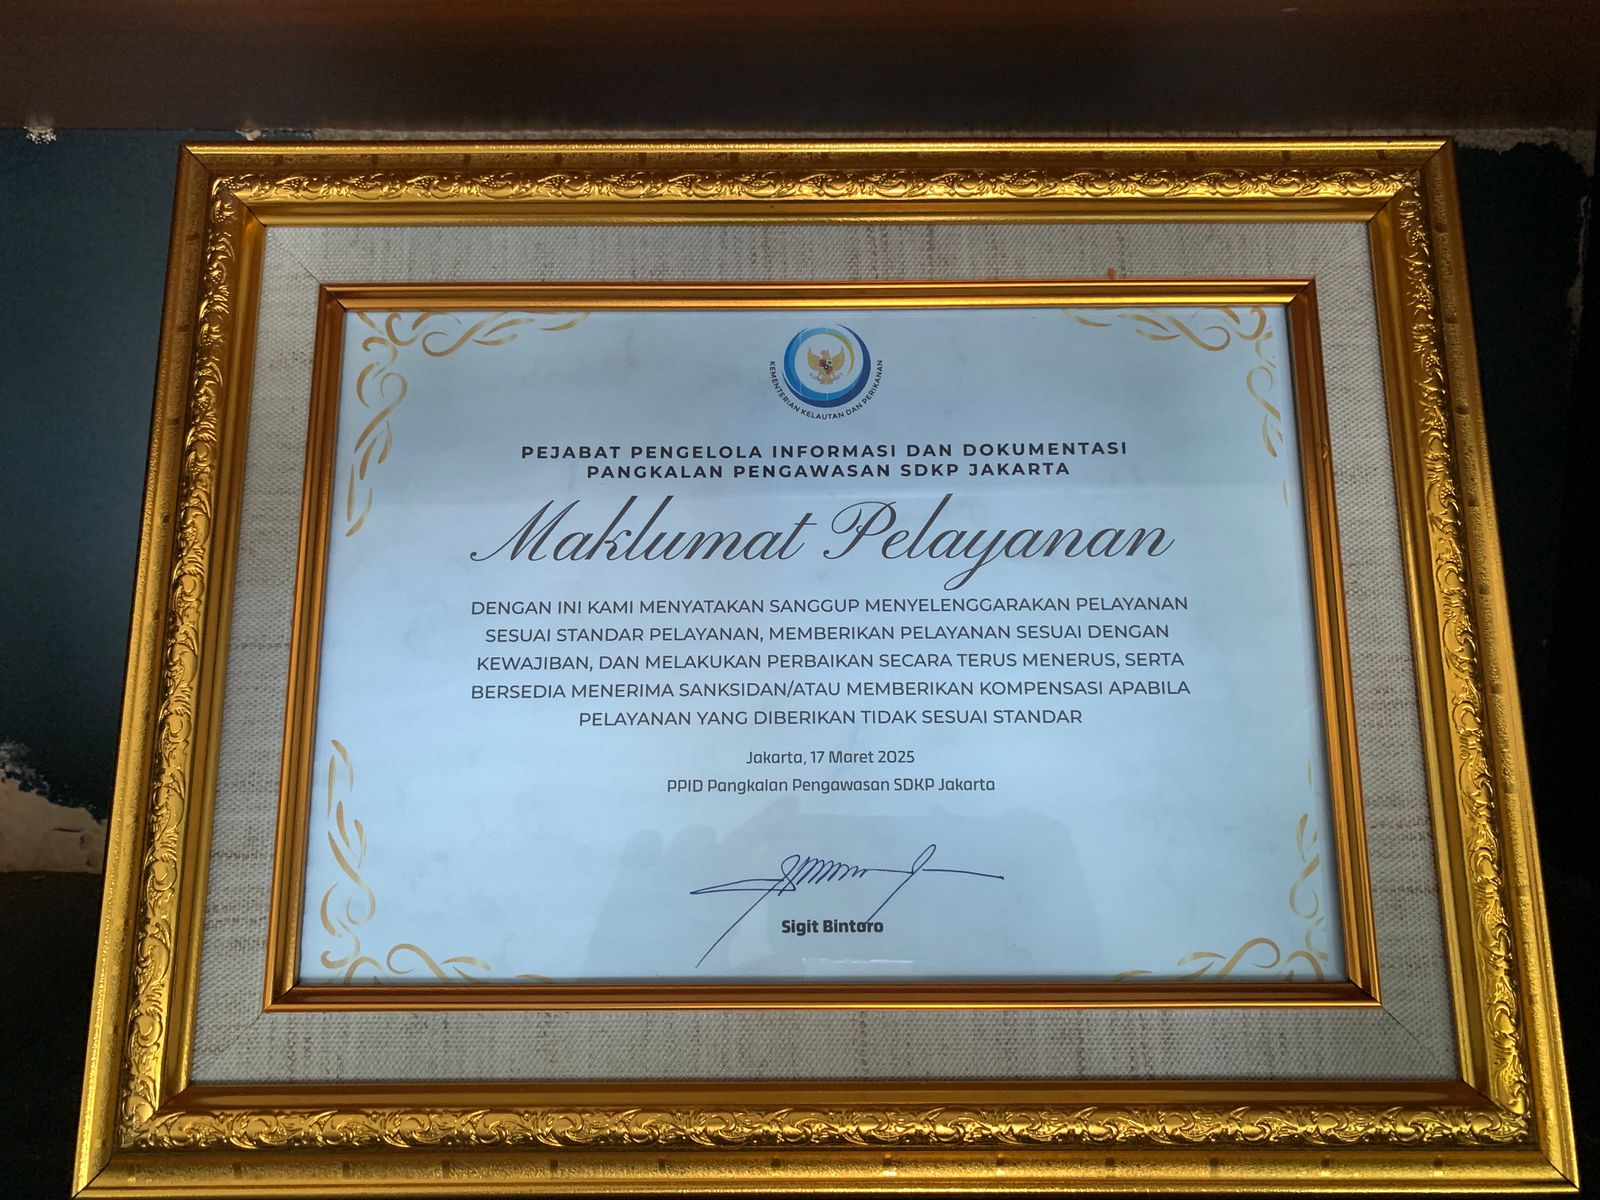 KEMENTERIAN KELAUTAN DAN PERIKANAN
PEJABAT PENGELOLA INFORMASI DAN DOKUMENTASI
PANGKALAN PENGAWASAN SDKP JAKARTA
Maklumat Pelayanan
DENGAN INI KAMI MENYATAKAN SANGGUP MENYELENGGARAKAN PELAYANAN
SESUAI STANDAR PELAYANAN, MEMBERIKAN PELAYANAN SESUAI DENGAN
KEWAJIBAN, DAN MELAKUKAN PERBAIKAN SECARA TERUS MENERUS, SERTA
BERSEDIA MENERIMA SANKSIDAN/ATAU MEMBERIKAN KOMPENSASI APABILA
PELAYANAN YANG DIBERIKAN TIDAK SESUAI STANDAR
Jakarta, 17 Maret 2025
PPID Pangkalan Pengawasan SDKP Jakarta
Sigit Bintoro